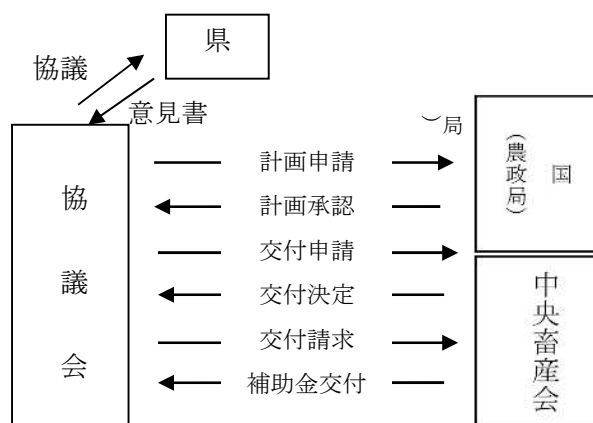 県
協議
意見書
）局
協議会
計画申請
計画承認
交付申請
交付決定
交付請求
補助金交付
国
（農政局）
中央畜産会